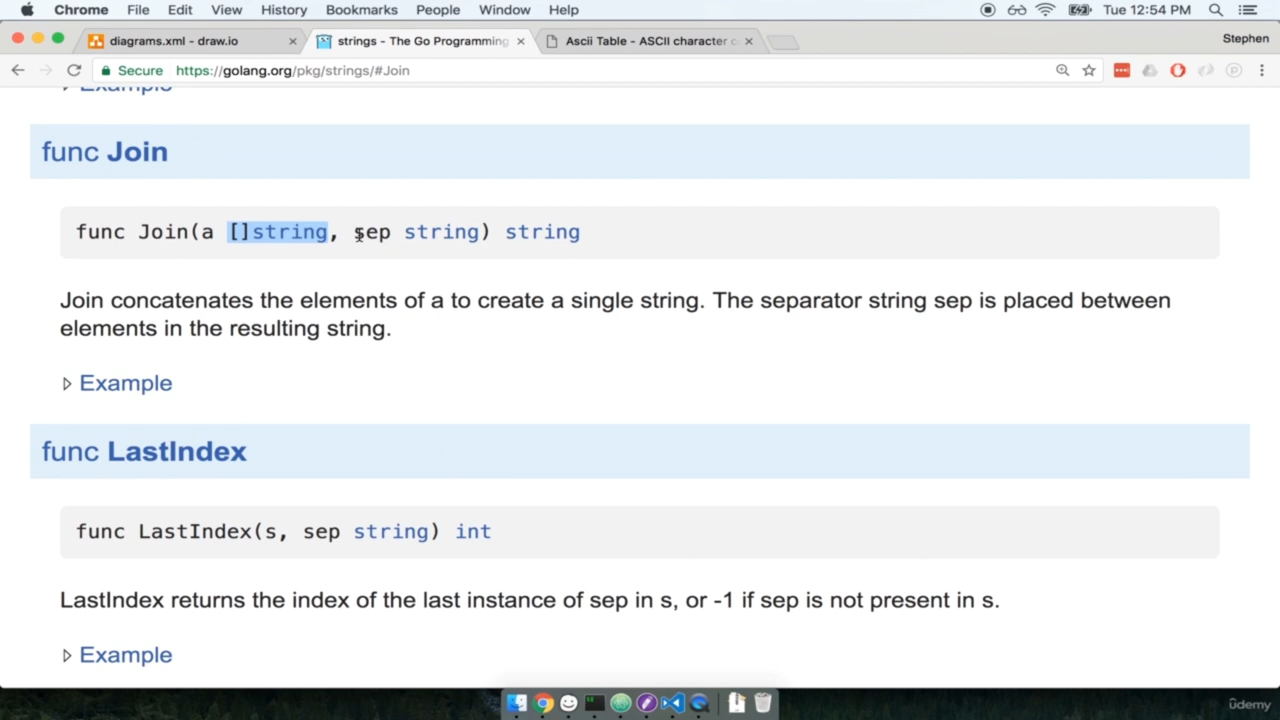 Chrome File Edit View History Bookmarks People Window Help Tue 12:54 PM
diagrams.xml - draw.io strings - The Go Programming Ascii Table - ASCII character c Stephen
Secure https://golang.org/pkg/strings/#Join
Example
func Join
func Join(a []string, sep string) string
Join concatenates the elements of a to create a single string. The separator string sep is placed between
elements in the resulting string.
Example
func LastIndex
func LastIndex(s, sep string) int
LastIndex returns the index of the last instance of sep in s, or -1 if sep is not present in s.
Example
ûdemy